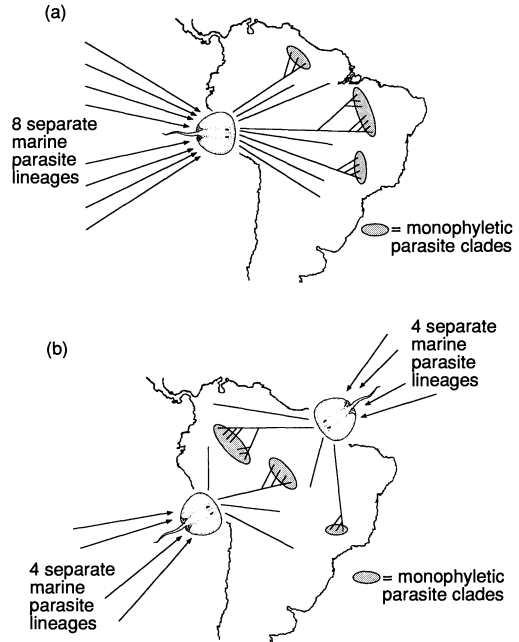 (a)
8 separate
marine
parasite
lineages
= monophyletic
parasite clades
4 separate
marine
parasite
lineages
(b)
4 separate
marine
parasite
lineages
= monophyletic
parasite clades